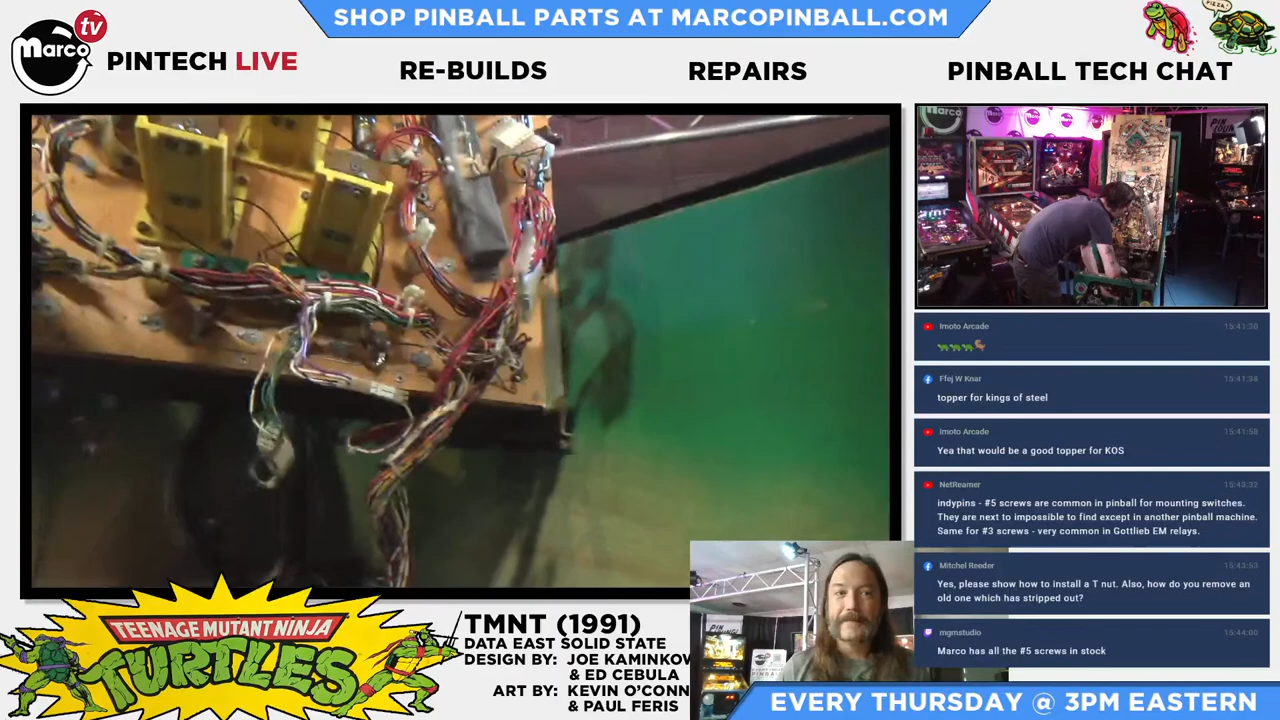 SHOP PINBALL PARTS AT MARCOPINBALL.COM
Marco tv
PINTECH LIVE
RE-BUILDS
REPAIRS
PINBALL TECH CHAT
PIZZA!
Marco
Imoto Arcade 15:41:30
Ffej W Knar 15:41:38
topper for kings of steel
Imoto Arcade 15:41:58
Yea that would be a good topper for KOS
NetReamer 15:43:32
indypins - #5 screws are common in pinball for mounting switches.
They are next to impossible to find except in another pinball machine.
Same for #3 screws - very common in Gottlieb EM relays.
Mitchel Reeder 15:43:53
Yes, please show how to install a T nut. Also, how do you remove an
old one which has stripped out?
mgmstudio 15:44:00
Marco has all the #5 screws in stock
TEENAGE MUTANT NINJA
TURTLES
TMNT (1991)
DATA EAST SOLID STATE
DESIGN BY: JOE KAMINKOW
& ED CEBULA
ART BY: KEVIN O'CONN
& PAUL FERIS
EVERY THURSDAY @ 3PM EASTERN